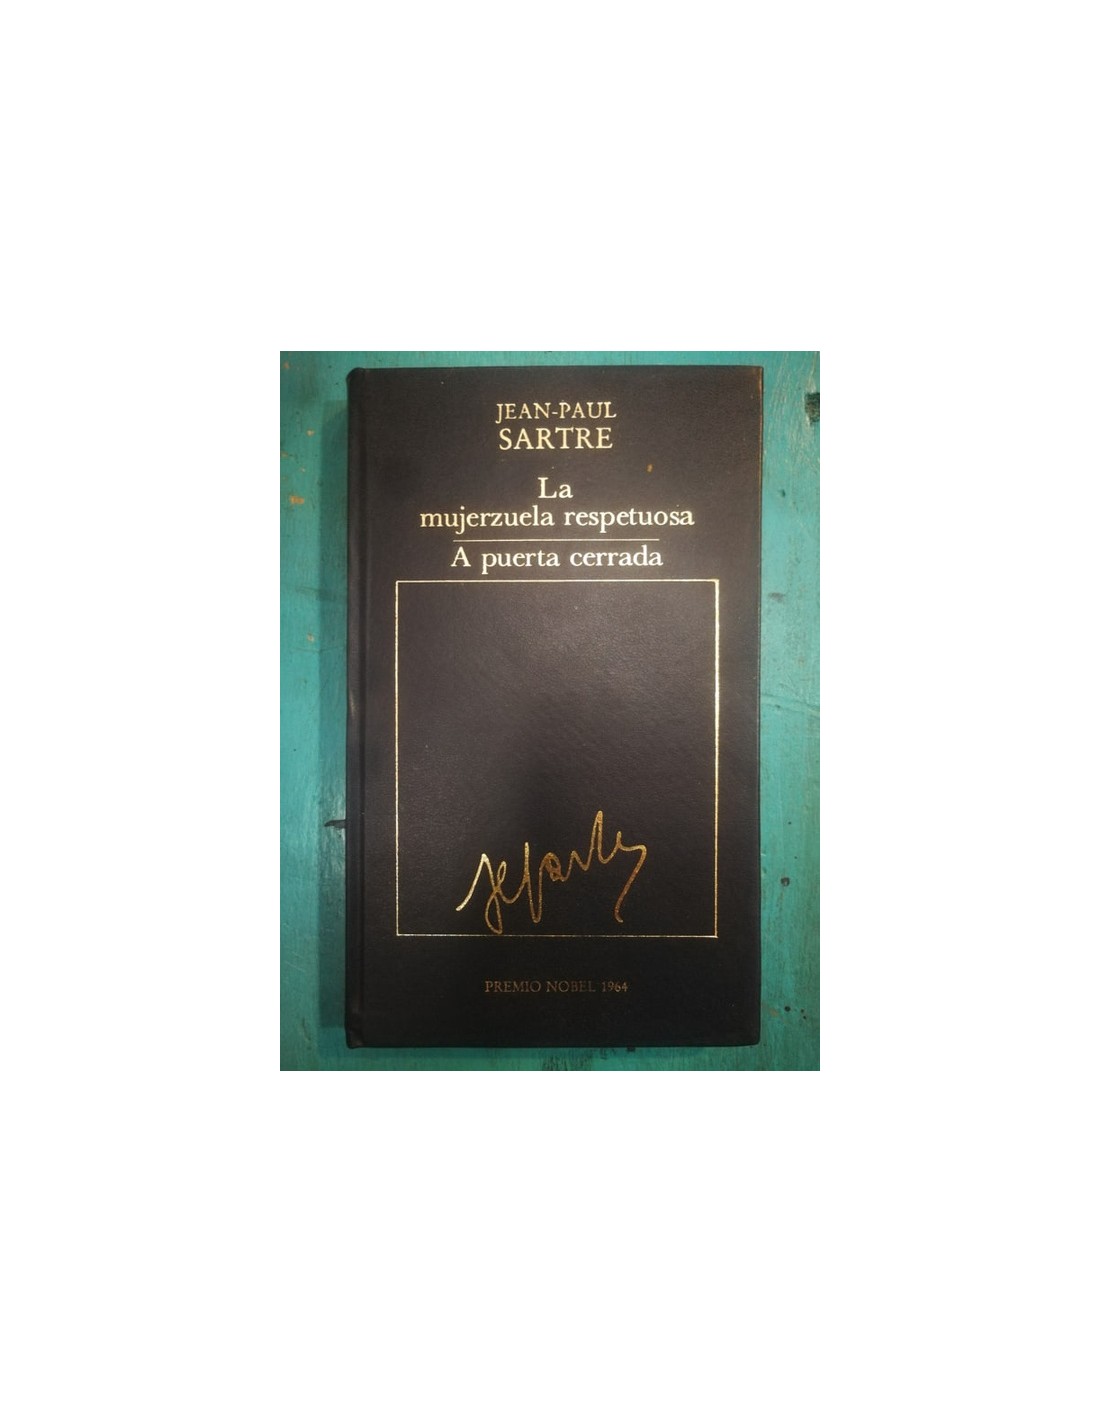 JEAN-PAUL
SARTRE
La
mujerzuela respetuosa
A puerta cerrada
PREMIO NOBEL 1964